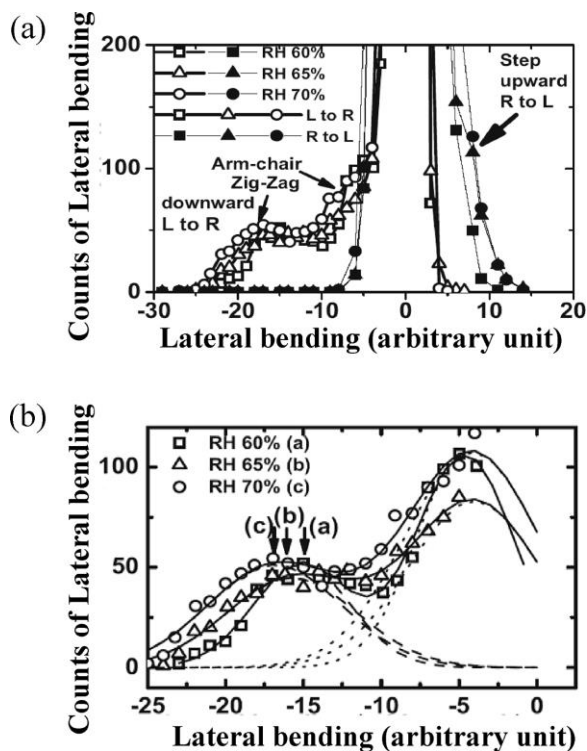 (a)
200
100
0
Counts of Lateral bending
RH 60%
RH 65%
RH 70%
L to R
R to L
Step
upward
R to L
Arm-chair
Zig-Zag
downward
L to R
-30 -20 -10 0 10 20
Lateral bending (arbitrary unit)
(b)
100
50
0
Counts of Lateral bending
RH 60% (a)
RH 65% (b)
RH 70% (c)
(c) (b) (a)
-25 -20 -15 -10 -5 0
Lateral bending (arbitrary unit)